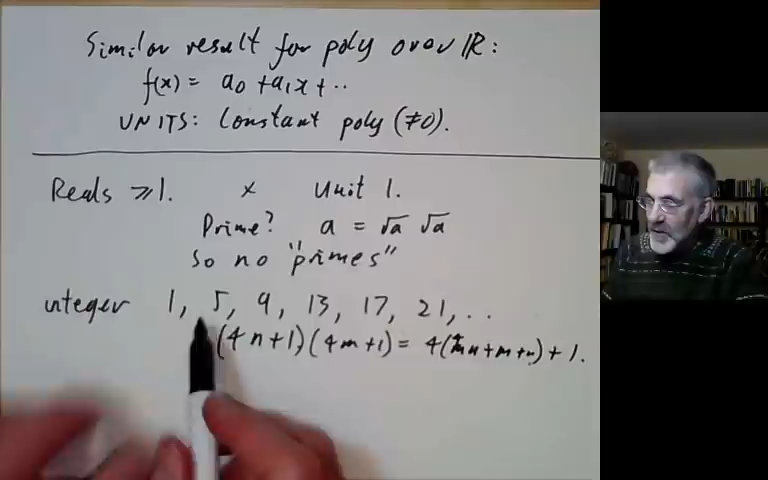 Similar result for poly over ℝ:
f(x) = a₀ + a₁x + ..
UNITS: Constant poly (≠0).
Reals ⩾1. × Unit 1.
Prime? a = √a √a
so no "primes"
integer 1, 5, 9, 13, 17, 21, ..
(4n+1)(4m+1) = 4(4mn+m+n)+1.